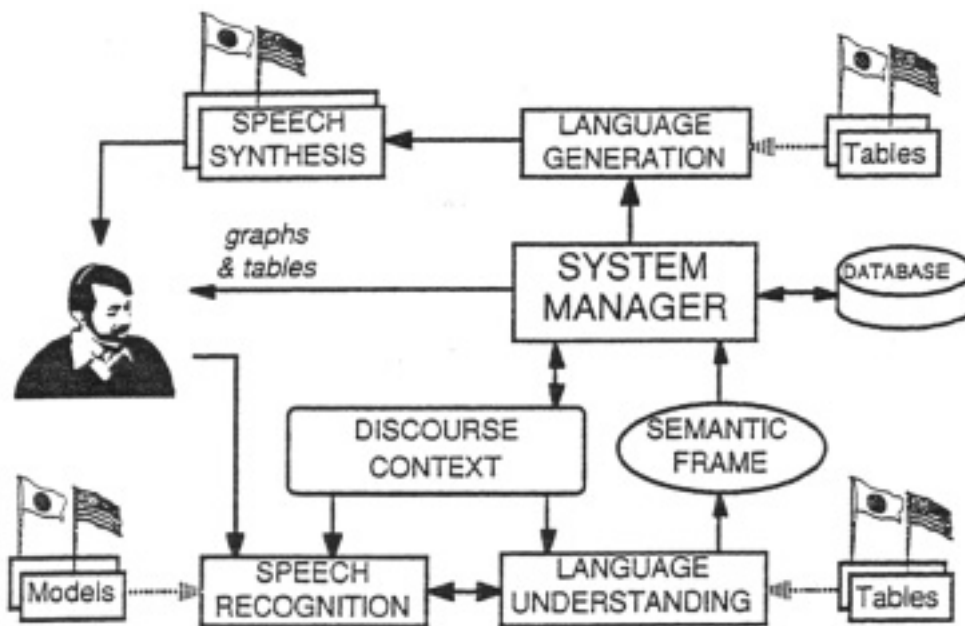 SPEECH
SYNTHESIS
LANGUAGE
GENERATION
Tables
graphs
& tables
SYSTEM
MANAGER
DATABASE
DISCOURSE
CONTEXT
SEMANTIC
FRAME
Models
SPEECH
RECOGNITION
LANGUAGE
UNDERSTANDING
Tables